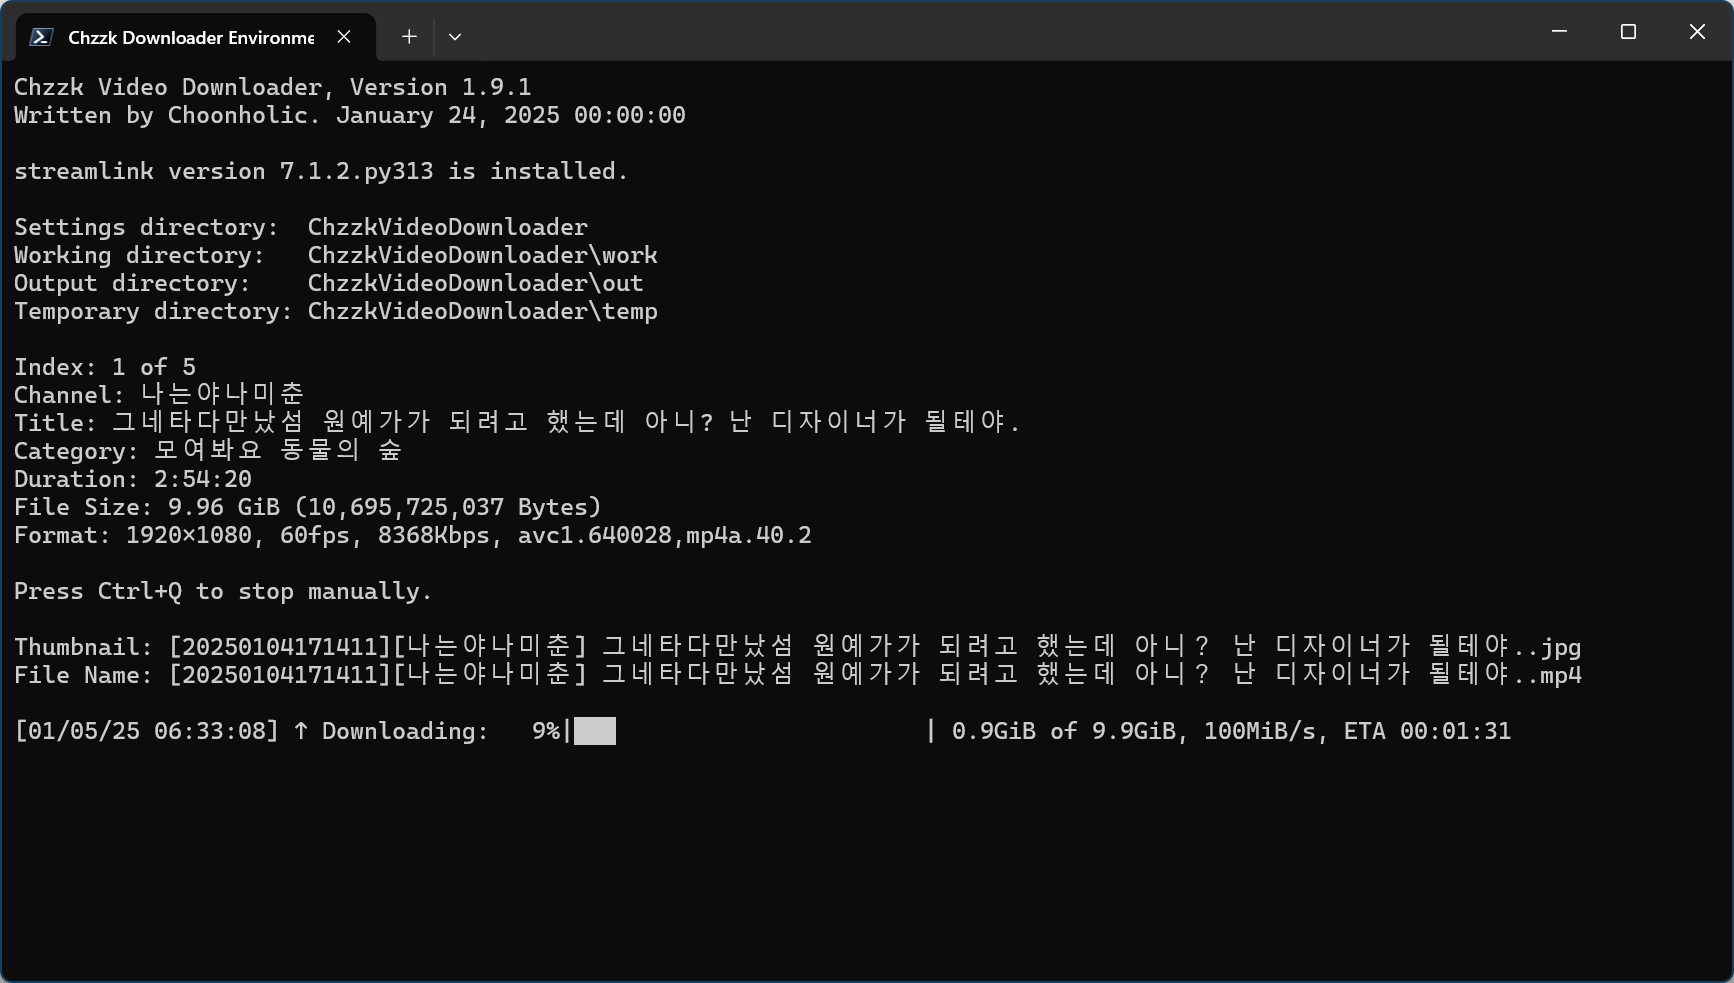 Chzzk Downloader Environme
Chzzk Video Downloader, Version 1.9.1
Written by Choonholic. January 24, 2025 00:00:00
streamlink version 7.1.2.py313 is installed.
Settings directory:  ChzzkVideoDownloader
Working directory:   ChzzkVideoDownloader\work
Output directory:    ChzzkVideoDownloader\out
Temporary directory: ChzzkVideoDownloader\temp
Index: 1 of 5
Channel: 나는야나미춘
Title: 그네타다만났섬 원예가가 되려고 했는데 아니? 난 디자이너가 될테야.
Category: 모여봐요 동물의 숲
Duration: 2:54:20
File Size: 9.96 GiB (10,695,725,037 Bytes)
Format: 1920×1080, 60fps, 8368Kbps, avc1.640028,mp4a.40.2
Press Ctrl+Q to stop manually.
Thumbnail: [20250104171411][나는야나미춘] 그네타다만났섬 원예가가 되려고 했는데 아니？ 난 디자이너가 될테야..jpg
File Name: [20250104171411][나는야나미춘] 그네타다만났섬 원예가가 되려고 했는데 아니？ 난 디자이너가 될테야..mp4
[01/05/25 06:33:08] ↑ Downloading:   9%|███                      | 0.9GiB of 9.9GiB, 100MiB/s, ETA 00:01:31